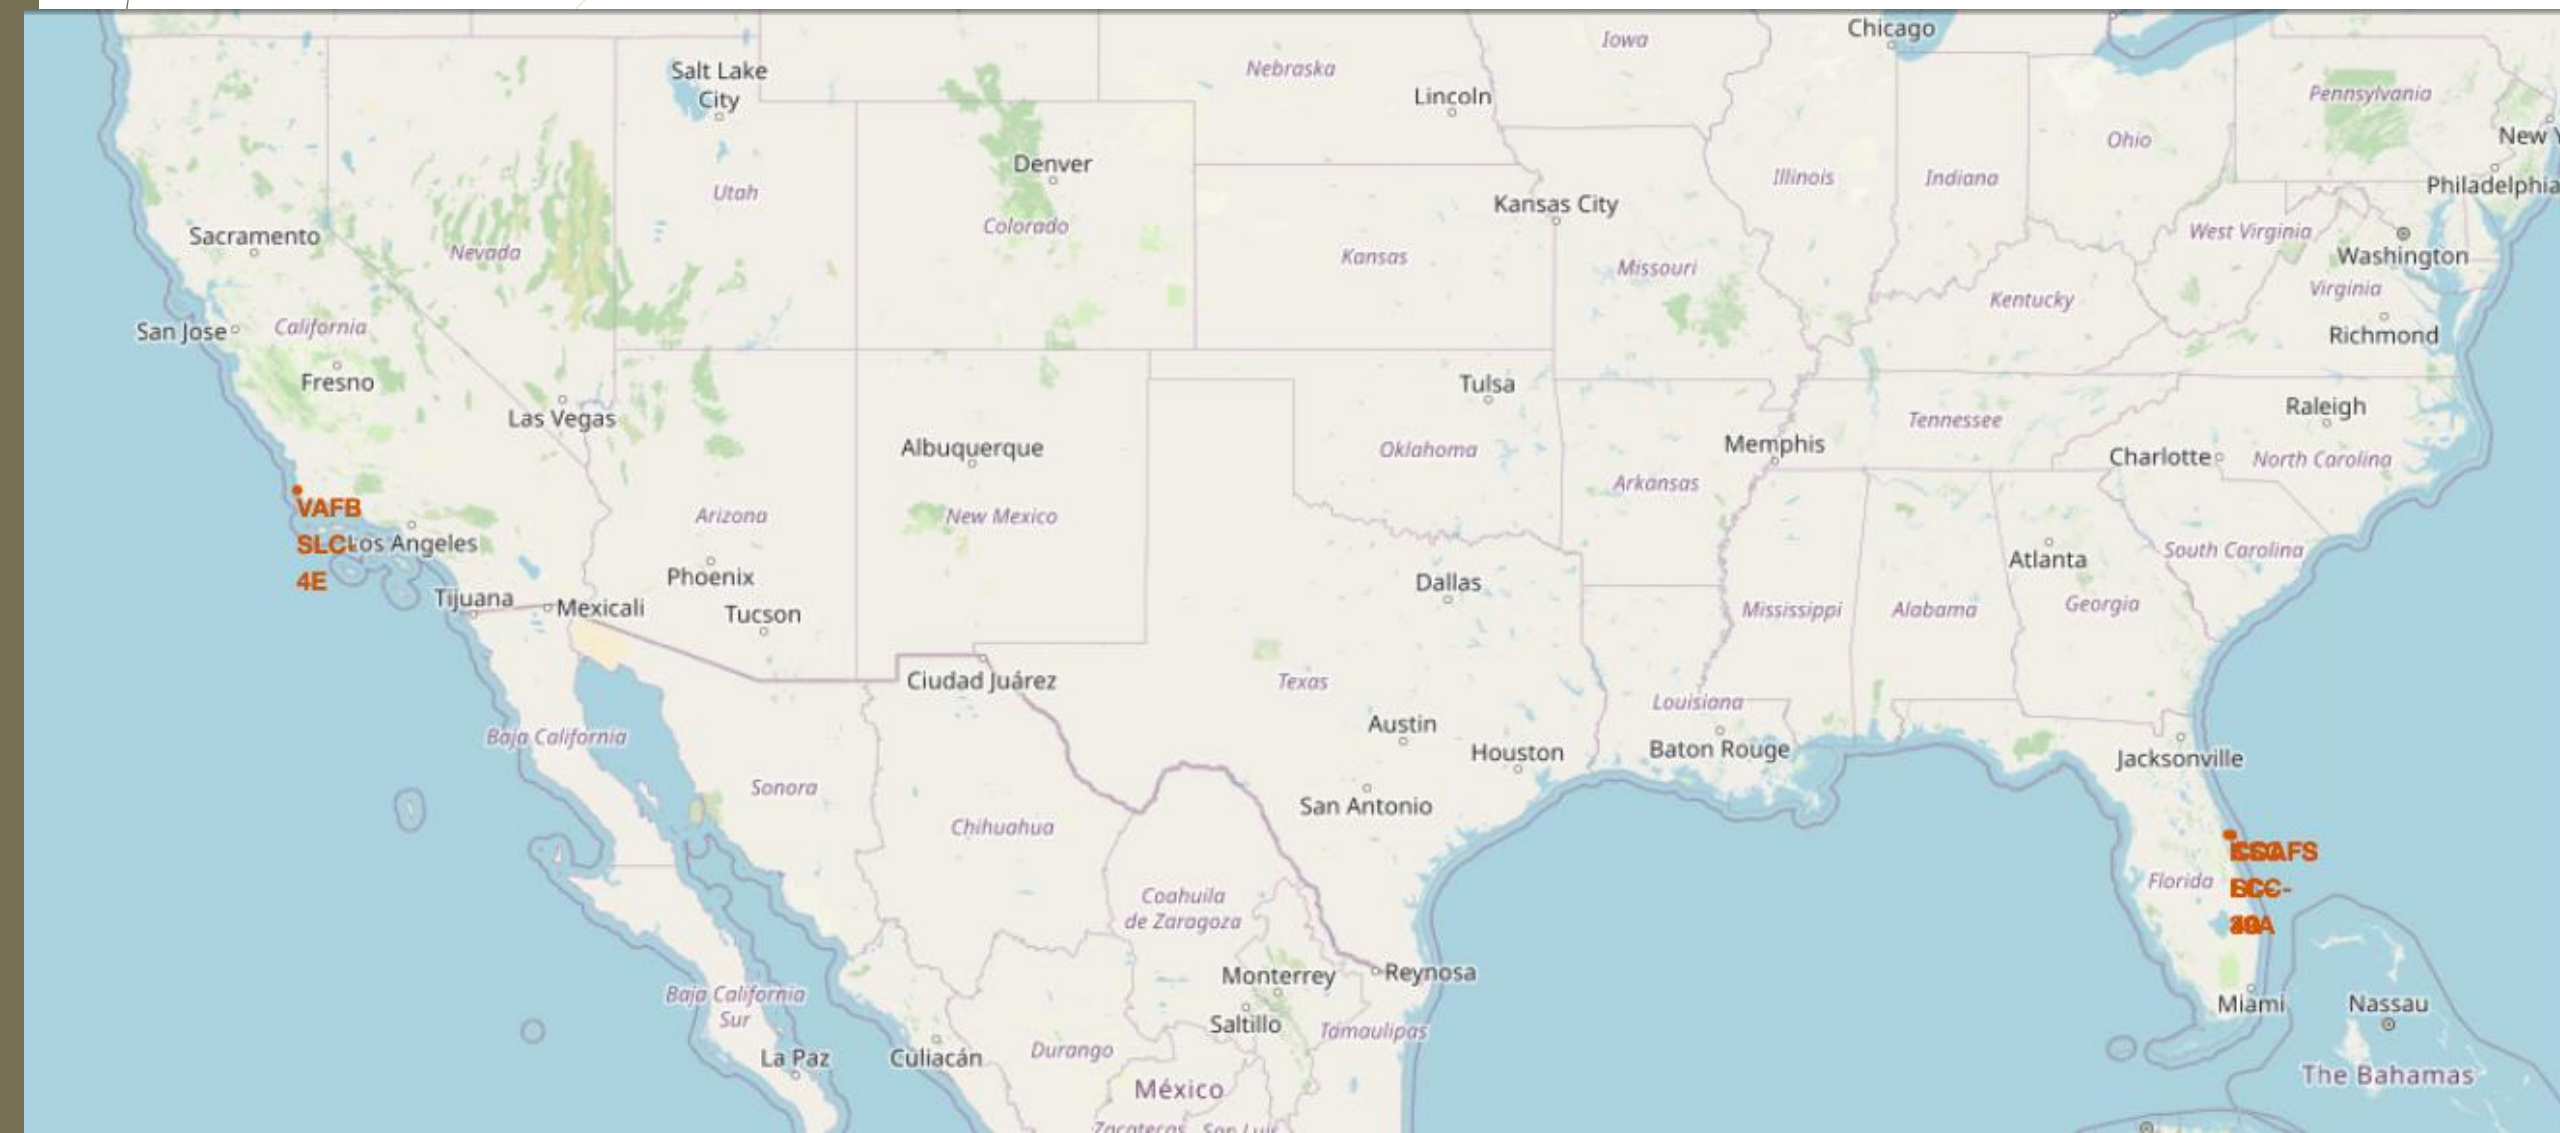 Chicago
Iowa
Salt Lake
City
Nebraska
Lincoln
Pennsylvania
New
Denver
Ohio
Utah
Illinois
Indiana
Philadelphia
Kansas City
Colorado
Sacramento
Nevada
West Virginia
Washington
Kansas
Missouri
Kentucky
Virginia
San Jose
California
Richmond
Fresno
Tulsa
Las Vegas
Raleigh
Tennessee
Albuquerque
Oklahoma
Memphis
Charlotte
North Carolina
Arkansas
VAFB
SLC-
4E
Los Angeles
Arizona
New Mexico
Atlanta
South Carolina
Phoenix
Dallas
Tijuana
Mexicali
Tucson
Mississippi
Alabama
Georgia
Ciudad Juárez
Texas
Louisiana
Austin
Baja California
Houston
Baton Rouge
Jacksonville
Sonora
San Antonio
Chihuahua
Florida
Coahuila
de Zaragoza
Monterrey
Reynosa
Baja California
Sur
Saltillo
Tamaulipas
Miami
Nassau
La Paz
Culiacán
Durango
México
The Bahamas
Zacatecas
San Luis